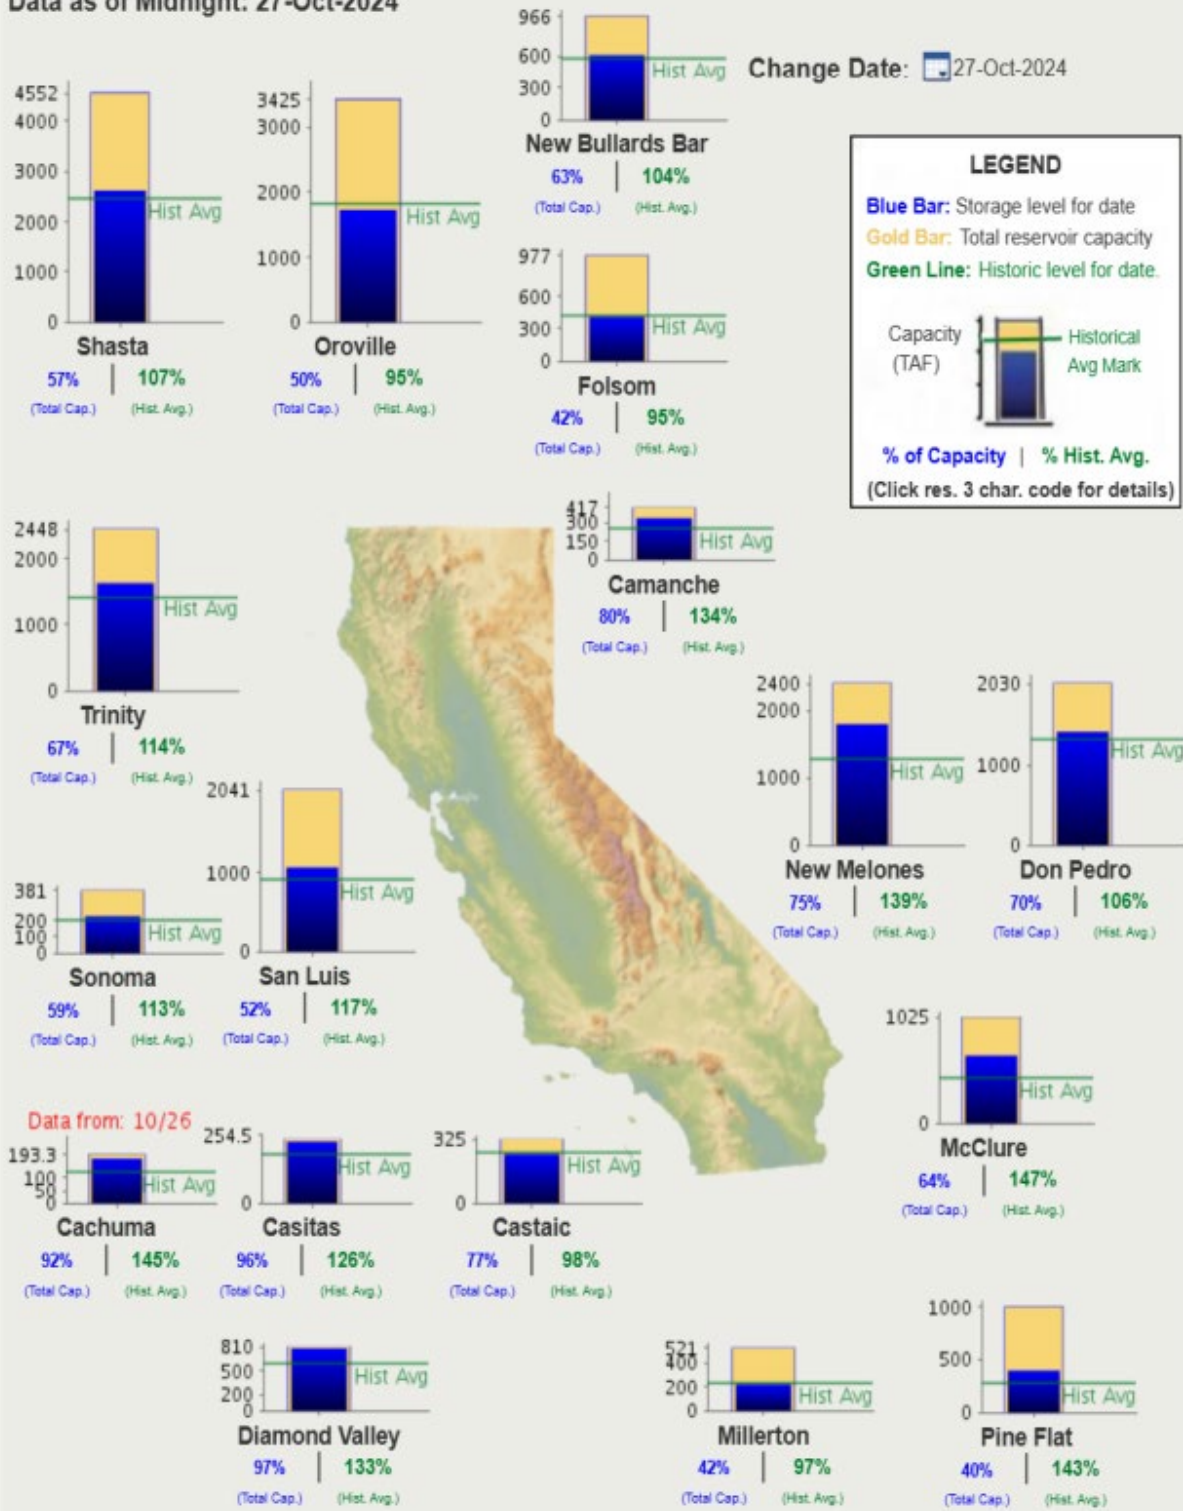 Data as of Midnight: 27-Oct-2024
Change Date: 27-Oct-2024
4552
4000
3000
2000
1000
0
Hist Avg
Shasta
57% | 107%
(Total Cap.) (Hist. Avg.)
3425
3000
2000
1000
0
Hist Avg
Oroville
50% | 95%
(Total Cap.) (Hist. Avg.)
966
600
300
0
Hist Avg
New Bullards Bar
63% | 104%
(Total Cap.) (Hist. Avg.)
977
600
300
0
Hist Avg
Folsom
42% | 95%
(Total Cap.) (Hist. Avg.)
LEGEND
Blue Bar: Storage level for date
Gold Bar: Total reservoir capacity
Green Line: Historic level for date.
Capacity
(TAF)
Historical
Avg Mark
% of Capacity | % Hist. Avg.
(Click res. 3 char. code for details)
2448
2000
1000
0
Hist Avg
Trinity
67% | 114%
(Total Cap.) (Hist. Avg.)
417
300
150
0
Hist Avg
Camanche
80% | 134%
(Total Cap.) (Hist. Avg.)
2400
2000
1000
0
Hist Avg
New Melones
75% | 139%
(Total Cap.) (Hist. Avg.)
2030
1000
0
Hist Avg
Don Pedro
70% | 106%
(Total Cap.) (Hist. Avg.)
381
200
100
0
Hist Avg
Sonoma
59% | 113%
(Total Cap.) (Hist. Avg.)
2041
1000
0
Hist Avg
San Luis
52% | 117%
(Total Cap.) (Hist. Avg.)
1025
0
Hist Avg
McClure
64% | 147%
(Total Cap.) (Hist. Avg.)
Data from: 10/26
193.3
100
50
0
Hist Avg
Cachuma
92% | 145%
(Total Cap.) (Hist. Avg.)
254.5
0
Hist Avg
Casitas
96% | 126%
(Total Cap.) (Hist. Avg.)
325
0
Hist Avg
Castaic
77% | 98%
(Total Cap.) (Hist. Avg.)
810
500
200
0
Hist Avg
Diamond Valley
97% | 133%
(Total Cap.) (Hist. Avg.)
521
400
200
0
Hist Avg
Millerton
42% | 97%
(Total Cap.) (Hist. Avg.)
1000
500
0
Hist Avg
Pine Flat
40% | 143%
(Total Cap.) (Hist. Avg.)